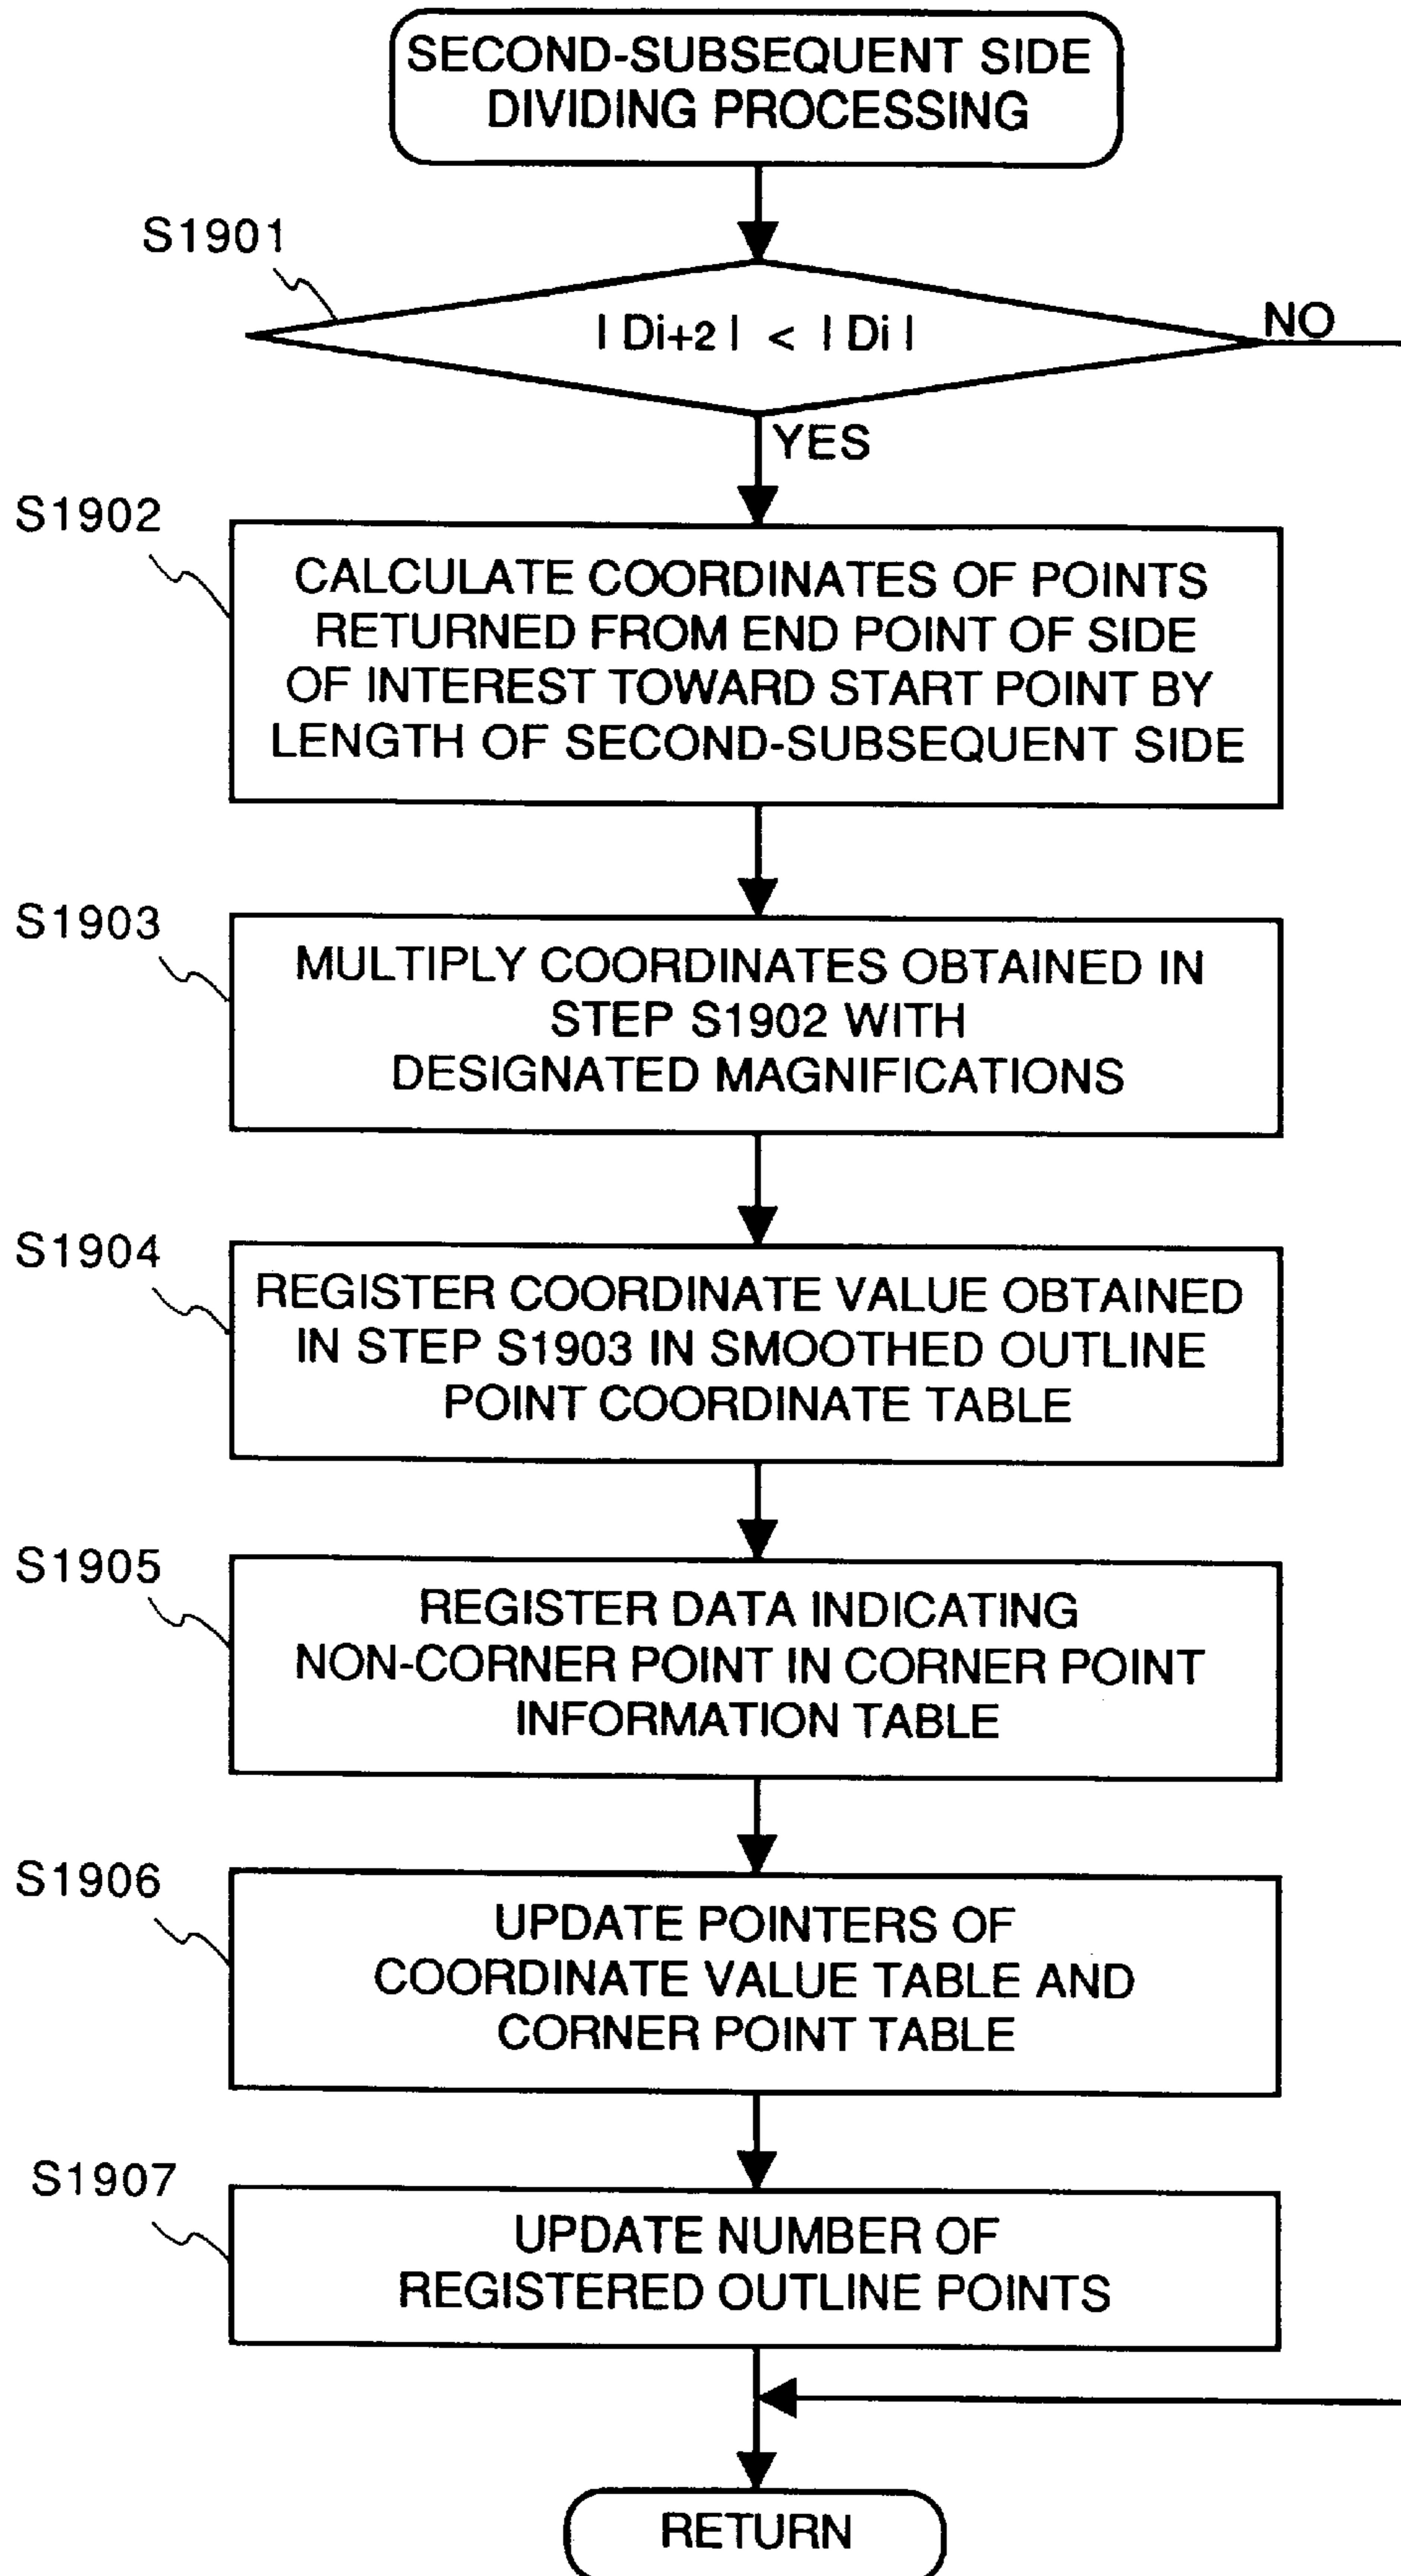 SECOND-SUBSEQUENT SIDE
DIVIDING PROCESSING
S1901
| Di+2 | < | Di |
NO
YES
S1902
CALCULATE COORDINATES OF POINTS
RETURNED FROM END POINT OF SIDE
OF INTEREST TOWARD START POINT BY
LENGTH OF SECOND-SUBSEQUENT SIDE
S1903
MULTIPLY COORDINATES OBTAINED IN
STEP S1902 WITH
DESIGNATED MAGNIFICATIONS
S1904
REGISTER COORDINATE VALUE OBTAINED
IN STEP S1903 IN SMOOTHED OUTLINE
POINT COORDINATE TABLE
S1905
REGISTER DATA INDICATING
NON-CORNER POINT IN CORNER POINT
INFORMATION TABLE
S1906
UPDATE POINTERS OF
COORDINATE VALUE TABLE AND
CORNER POINT TABLE
S1907
UPDATE NUMBER OF
REGISTERED OUTLINE POINTS
RETURN